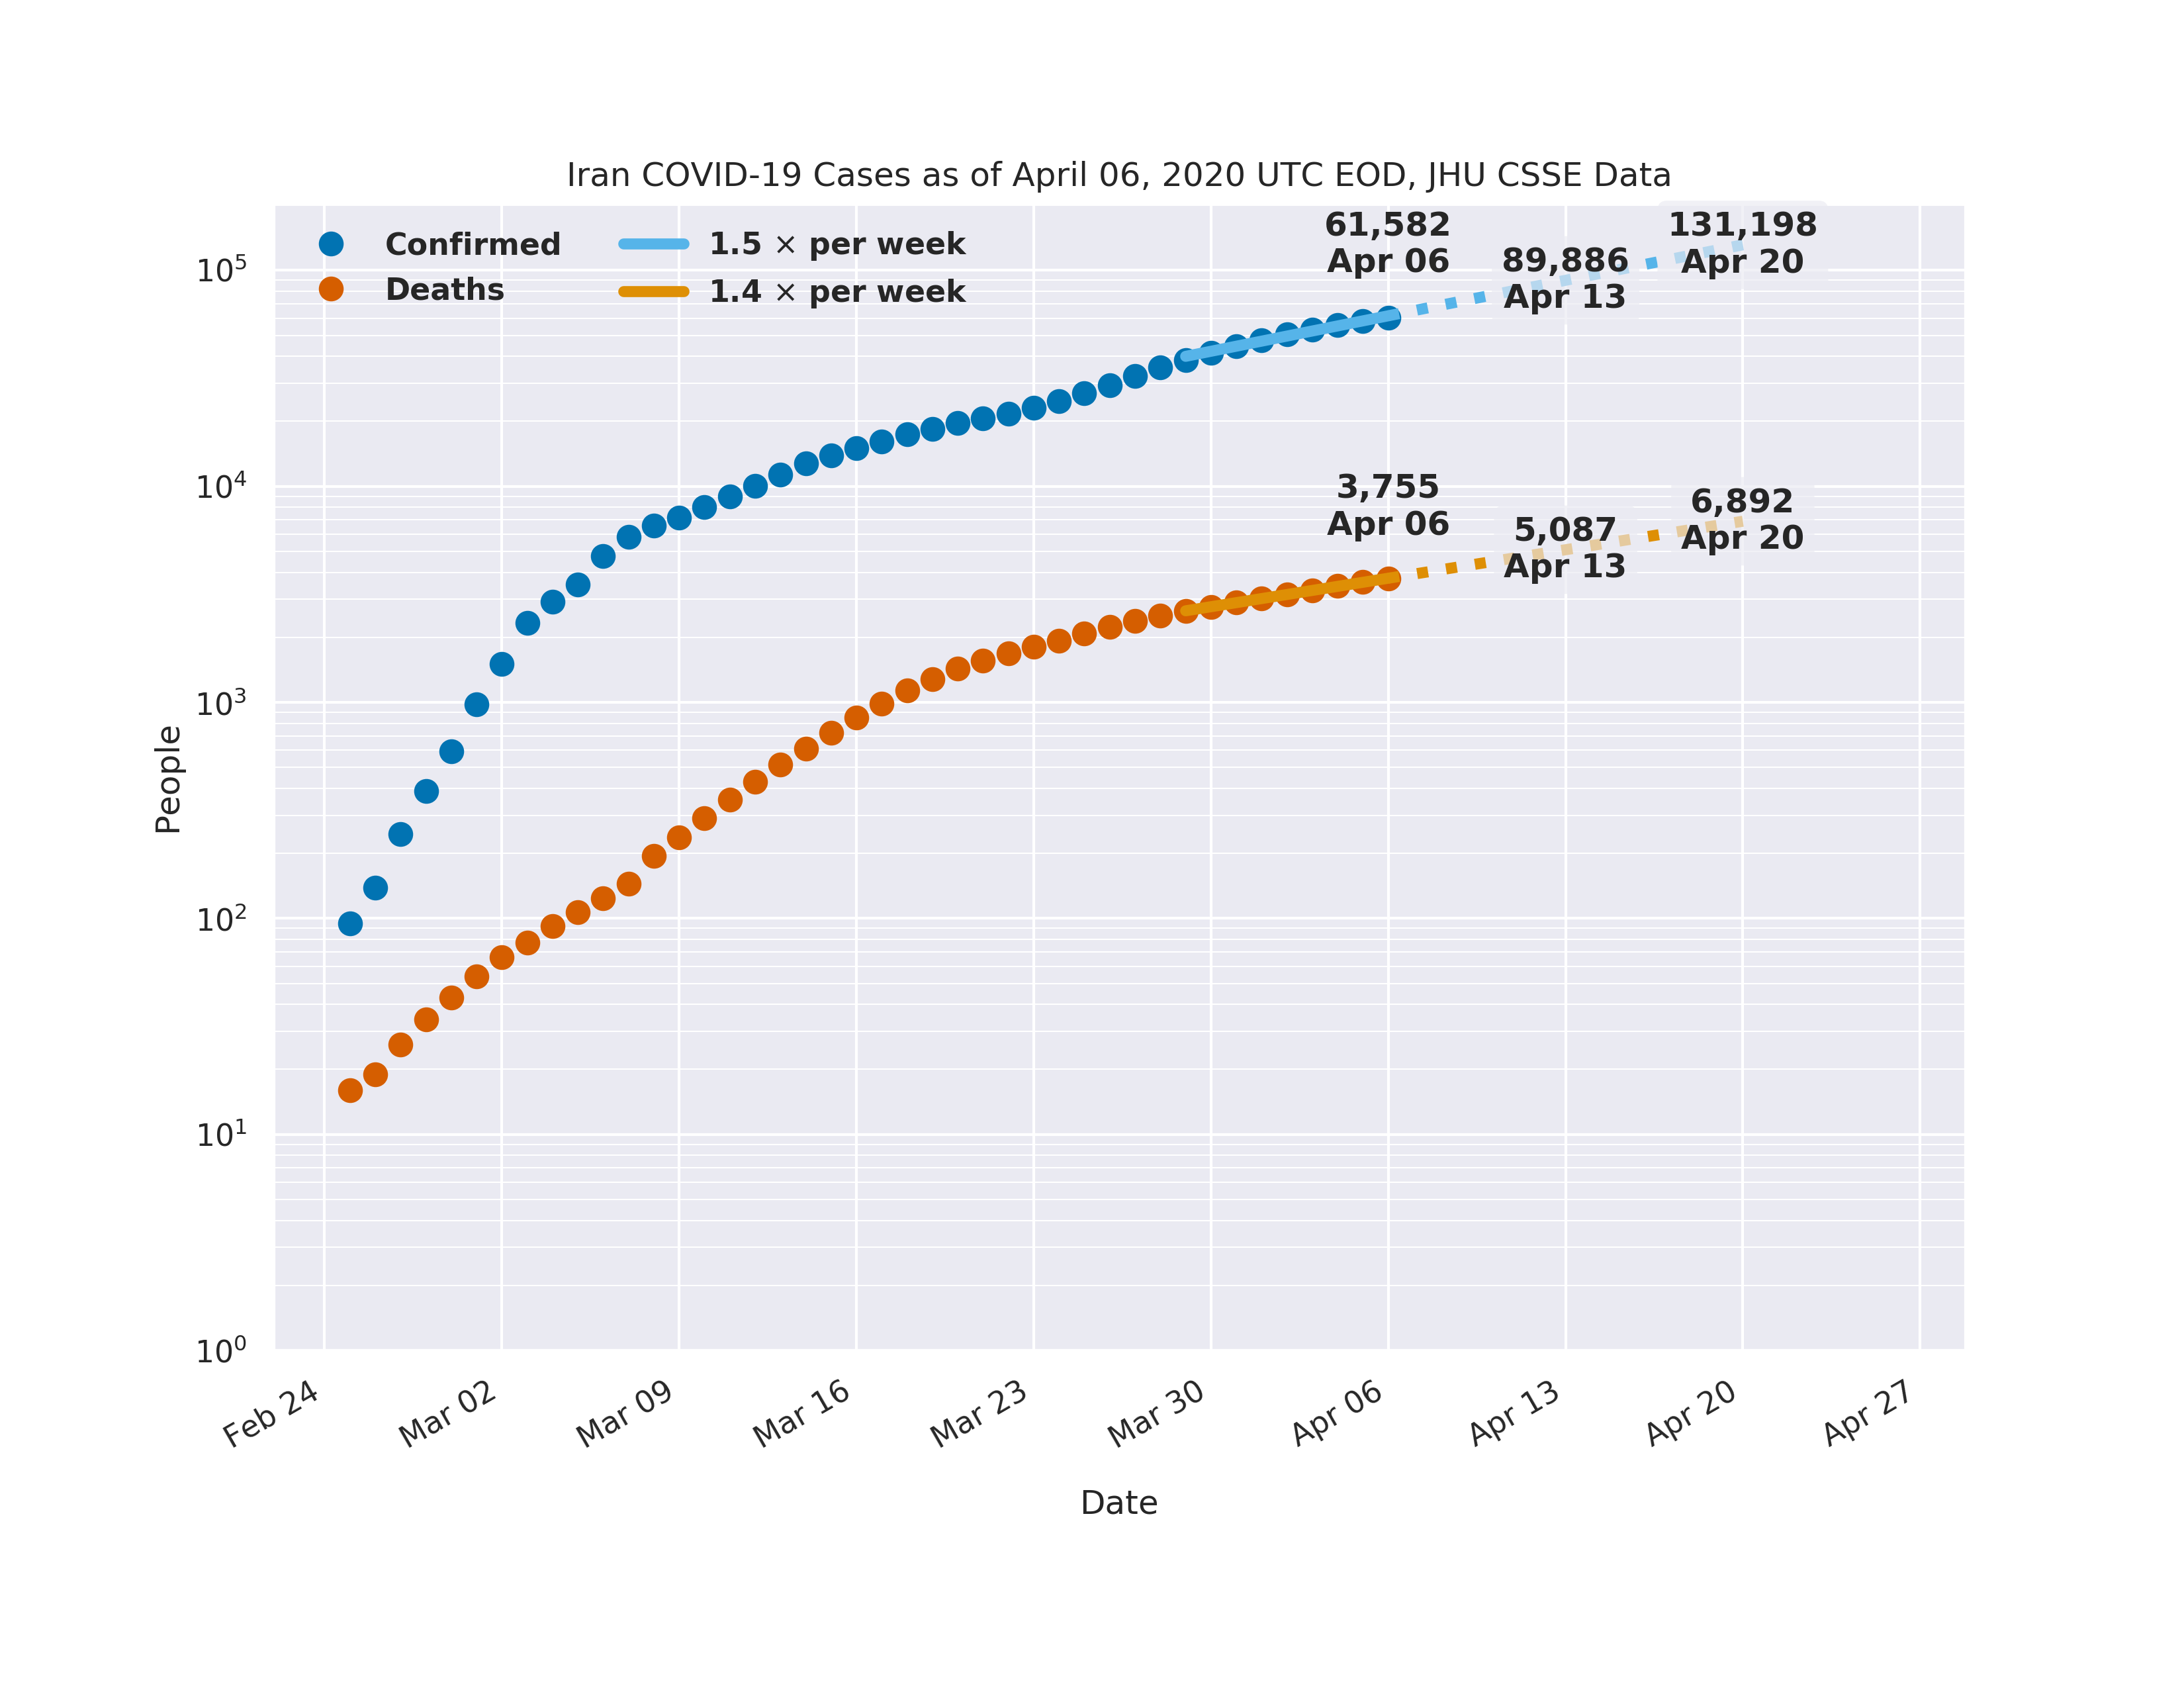 Iran COVID-19 Cases as of April 06, 2020 UTC EOD, JHU CSSE Data
Confirmed
Deaths
1.5 × per week
1.4 × per week
61,582
Apr 06
89,886
Apr 13
131,198
Apr 20
3,755
Apr 06
5,087
Apr 13
6,892
Apr 20
People
10⁵
10⁴
10³
10²
10¹
10⁰
Feb 24
Mar 02
Mar 09
Mar 16
Mar 23
Mar 30
Apr 06
Apr 13
Apr 20
Apr 27
Date